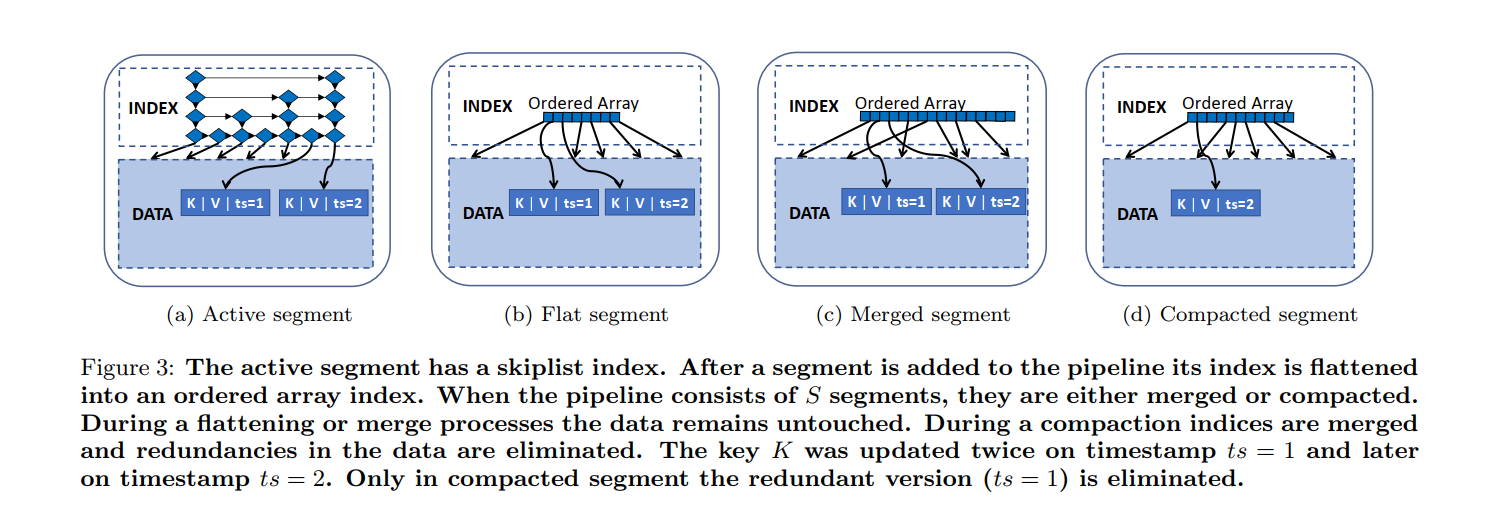 INDEX
DATA
K | V | ts=1
K | V | ts=2
INDEX
Ordered Array
DATA
K | V | ts=1
K | V | ts=2
INDEX
Ordered Array
DATA
K | V | ts=1
K | V | ts=2
INDEX
Ordered Array
DATA
K | V | ts=2
(a) Active segment
(b) Flat segment
(c) Merged segment
(d) Compacted segment
Figure 3: The active segment has a skiplist index. After a segment is added to the pipeline its index is flattened
into an ordered array index. When the pipeline consists of S segments, they are either merged or compacted.
During a flattening or merge processes the data remains untouched. During a compaction indices are merged
and redundancies in the data are eliminated. The key K was updated twice on timestamp ts = 1 and later
on timestamp ts = 2. Only in compacted segment the redundant version (ts = 1) is eliminated.